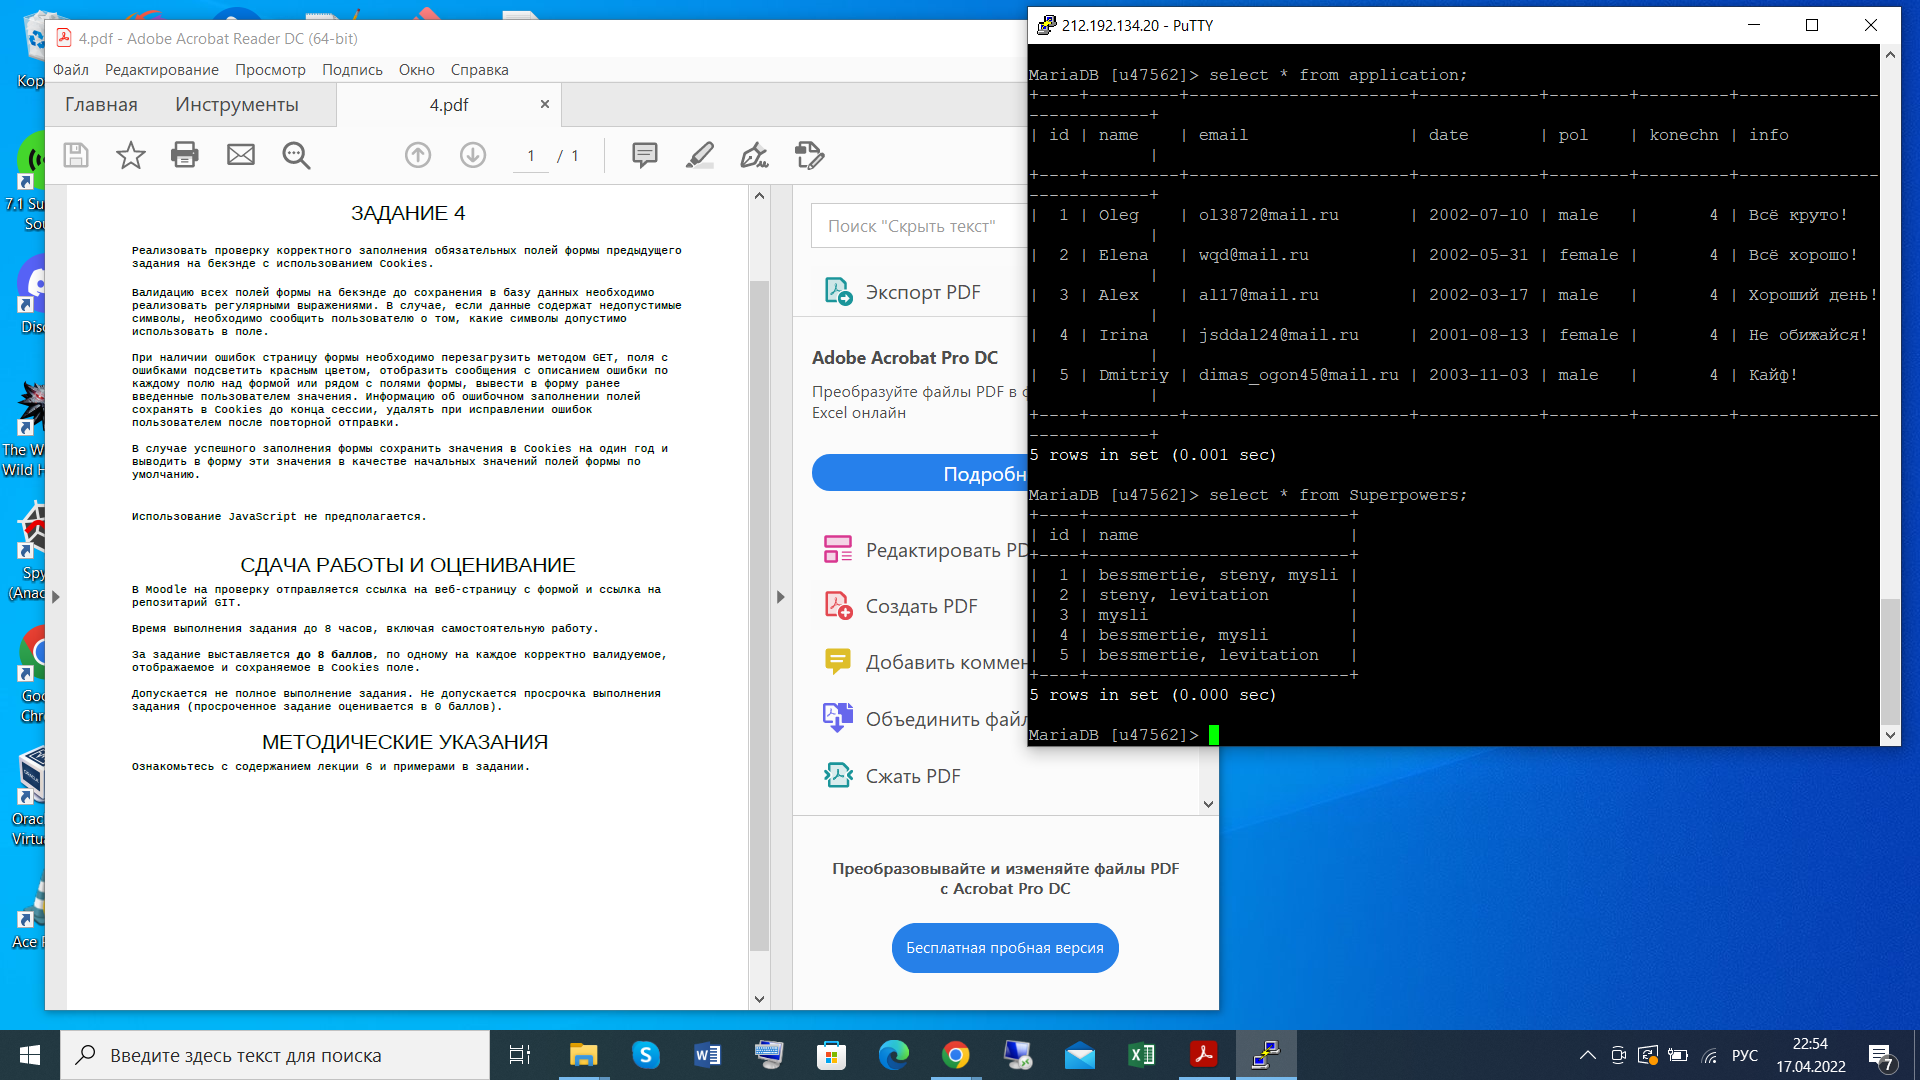 4.pdf - Adobe Acrobat Reader DC (64-bit)
Файл Редактирование Просмотр Подпись Окно Справка
Главная Инструменты 4.pdf ×
1 / 1
ЗАДАНИЕ 4
Реализовать проверку корректного заполнения обязательных полей формы предыдущего
задания на бекэнде с использованием Cookies.
Валидацию всех полей формы на бекэнде до сохранения в базу данных необходимо
реализовать регулярными выражениями. В случае, если данные содержат недопустимые
символы, необходимо сообщить пользователю о том, какие символы допустимо
использовать в поле.
При наличии ошибок страницу формы необходимо перезагрузить методом GET, поля с
ошибками подсветить красным цветом, отобразить сообщения с описанием ошибки по
каждому полю над формой или рядом с полями формы, вывести в форму ранее
введенные пользователем значения. Информацию об ошибочном заполнении полей
сохранять в Cookies до конца сессии, удалять при исправлении ошибок
пользователем после повторной отправки.
В случае успешного заполнения формы сохранить значения в Cookies на один год и
выводить в форму эти значения в качестве начальных значений полей формы по
умолчанию.
Использование JavaScript не предполагается.
СДАЧА РАБОТЫ И ОЦЕНИВАНИЕ
В Moodle на проверку отправляется ссылка на веб-страницу с формой и ссылка на
репозитарий GIT.
Время выполнения задания до 8 часов, включая самостоятельную работу.
За задание выставляется до 8 баллов, по одному на каждое корректно валидуемое,
отображаемое и сохраняемое в Cookies поле.
Допускается не полное выполнение задания. Не допускается просрочка выполнения
задания (просроченное задание оценивается в 0 баллов).
МЕТОДИЧЕСКИЕ УКАЗАНИЯ
Ознакомьтесь с содержанием лекции 6 и примерами в задании.
Поиск "Скрыть текст"
Экспорт PDF
Adobe Acrobat Pro DC
Преобразуйте файлы PDF в
Excel онлайн
Подробн
Редактировать PD
Создать PDF
Добавить коммен
Объединить файл
Сжать PDF
Преобразовывайте и изменяйте файлы PDF
с Acrobat Pro DC
Бесплатная пробная версия
212.192.134.20 - PuTTY
MariaDB [u47562]> select * from application;
+----+---------+----------------------+------------+--------+---------+--------------
------------+
| id | name    | email                | date       | pol    | konechn | info
            |
+----+---------+----------------------+------------+--------+---------+--------------
------------+
|  1 | Oleg    | ol3872@mail.ru       | 2002-07-10 | male   |       4 | Всё круто!
            |
|  2 | Elena   | wqd@mail.ru          | 2002-05-31 | female |       4 | Всё хорошо!
            |
|  3 | Alex    | al17@mail.ru         | 2002-03-17 | male   |       4 | Хороший день!
            |
|  4 | Irina   | jsddal24@mail.ru     | 2001-08-13 | female |       4 | Не обижайся!
            |
|  5 | Dmitriy | dimas_ogon45@mail.ru | 2003-11-03 | male   |       4 | Кайф!
            |
+----+---------+----------------------+------------+--------+---------+--------------
------------+
5 rows in set (0.001 sec)
MariaDB [u47562]> select * from Superpowers;
+----+--------------------------+
| id | name                     |
+----+--------------------------+
|  1 | bessmertie, steny, mysli |
|  2 | steny, levitation        |
|  3 | mysli                    |
|  4 | bessmertie, mysli        |
|  5 | bessmertie, levitation   |
+----+--------------------------+
5 rows in set (0.000 sec)
MariaDB [u47562]>
Кор
7.1 Su
Sou
Disc
The W
Wild H
Spy
(Anac
Goo
Chr
Orac
Virtu
Ace
Введите здесь текст для поиска
РУС
22:54
17.04.2022
7